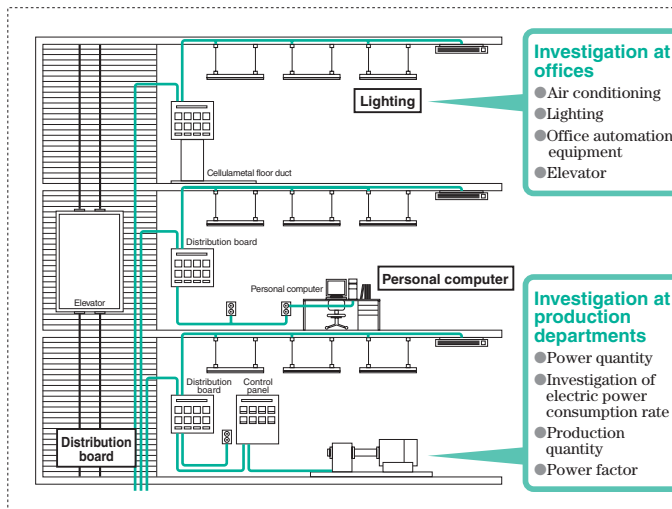 Lighting
Cellulametal floor duct
Investigation at
offices
●Air conditioning
●Lighting
●Office automation
equipment
●Elevator
Distribution board
Personal computer
Personal computer
Elevator
Investigation at
production
departments
●Power quantity
●Investigation of
electric power
consumption rate
●Production
quantity
●Power factor
Distribution
board
Control
panel
Distribution
board